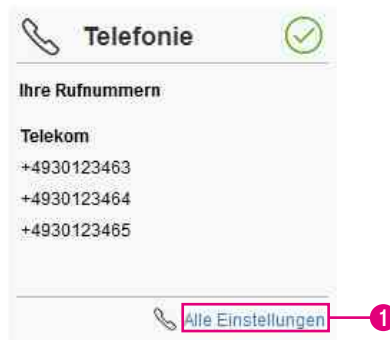 Telefonie
Ihre Rufnummern
Telekom
+4930123463
+4930123464
+4930123465
Alle Einstellungen
1